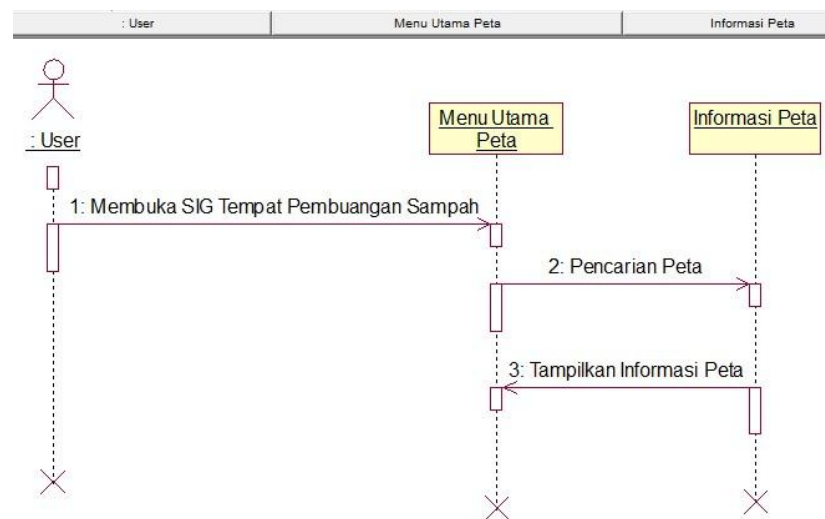 : User
Menu Utama Peta
Informasi Peta
: User
Menu Utama
Peta
Informasi Peta
1: Membuka SIG Tempat Pembuangan Sampah
2: Pencarian Peta
3: Tampilkan Informasi Peta